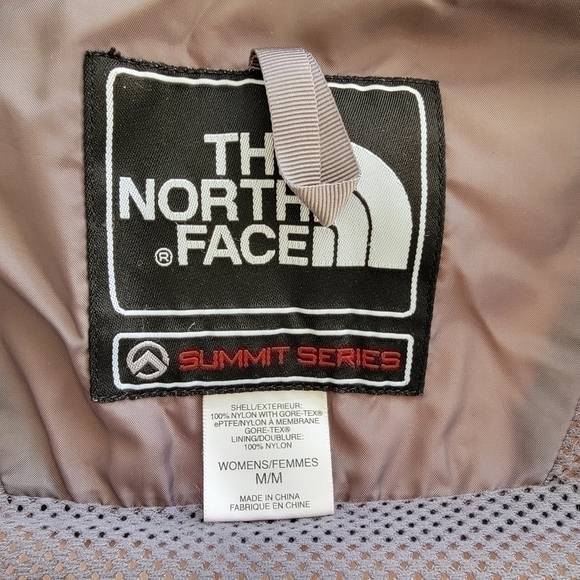 THE
NORTH
® FACE
SUMMIT SERIES
SHELL/EXTERIEUR:
100% NYLON WITH GORE-TEX®
ePTFE/NYLON À MEMBRANE
GORE-TEX®
LINING/DOUBLURE:
100% NYLON
WOMENS/FEMMES
M/M
MADE IN CHINA
FABRIQUE EN CHINE